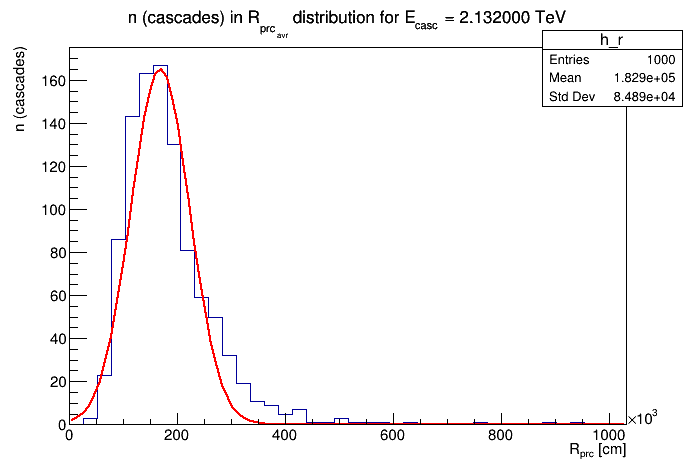 n (cascades) in R_prc_avr distribution for E_casc = 2.132000 TeV
h_r
Entries 1000
Mean 1.829e+05
Std Dev 8.489e+04
n (cascades)
160
140
120
100
80
60
40
20
0
0 200 400 600 800 1000
×10³
R_prc [cm]